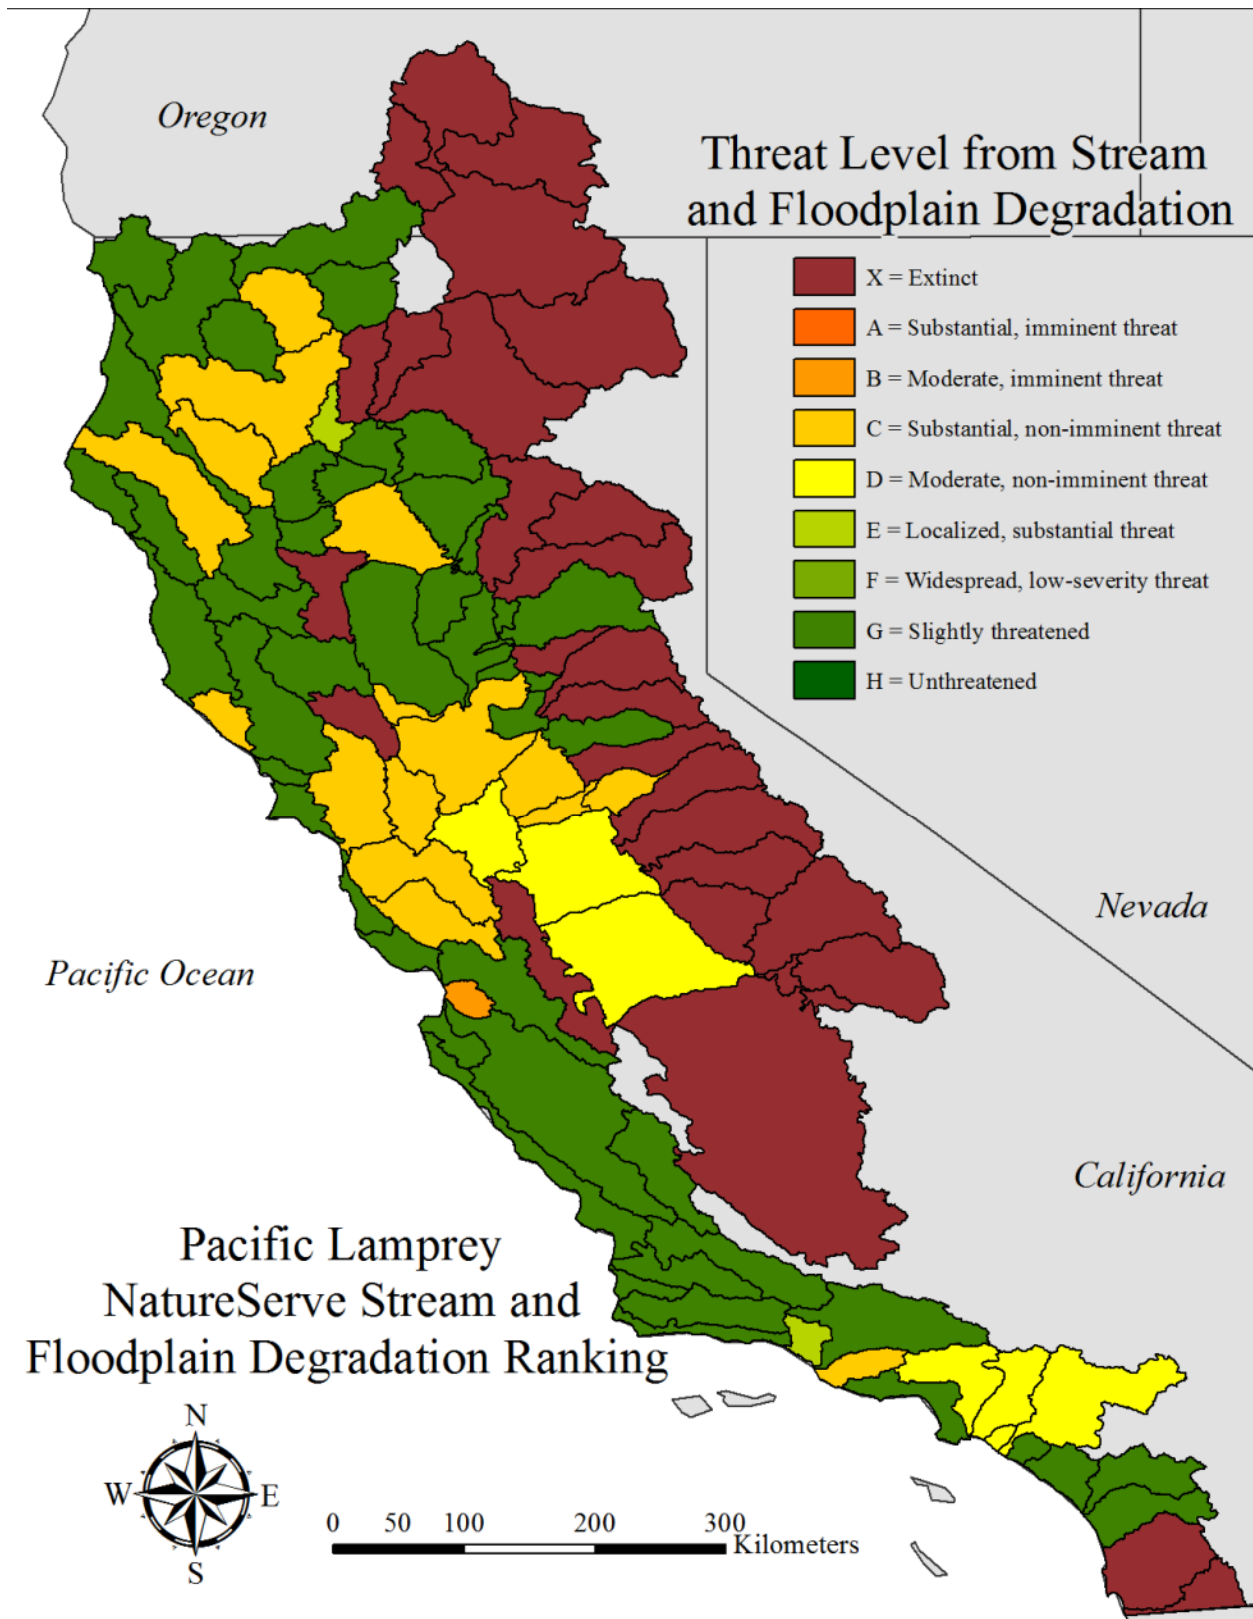 Oregon
Threat Level from Stream
and Floodplain Degradation
X = Extinct
A = Substantial, imminent threat
B = Moderate, imminent threat
C = Substantial, non-imminent threat
D = Moderate, non-imminent threat
E = Localized, substantial threat
F = Widespread, low-severity threat
G = Slightly threatened
H = Unthreatened
Nevada
Pacific Ocean
California
Pacific Lamprey
NatureServe Stream and
Floodplain Degradation Ranking
N
W E
S
0 50 100 200 300
Kilometers